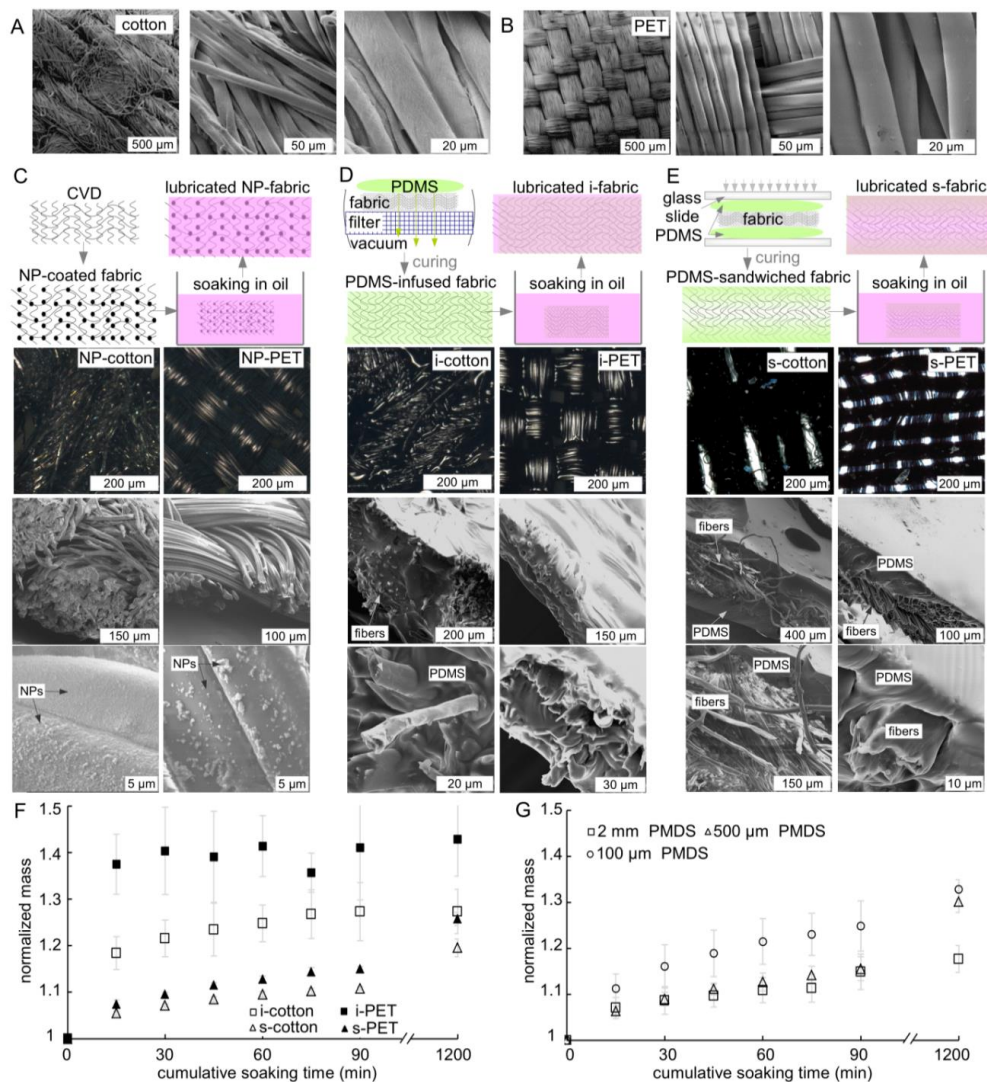 A
cotton
500 µm
50 µm
20 µm
B
PET
500 µm
50 µm
20 µm
C
CVD
lubricated NP-fabric
NP-coated fabric
soaking in oil
NP-cotton
NP-PET
200 µm
200 µm
150 µm
100 µm
NPs
NPs
5 µm
5 µm
D
PDMS
fabric
filter
vacuum
curing
lubricated i-fabric
PDMS-infused fabric
soaking in oil
i-cotton
i-PET
200 µm
200 µm
fibers
200 µm
150 µm
PDMS
20 µm
30 µm
E
glass
slide
PDMS
fabric
curing
lubricated s-fabric
PDMS-sandwiched fabric
soaking in oil
s-cotton
s-PET
200 µm
200 µm
fibers
PDMS
400 µm
PDMS
fibers
100 µm
PDMS
fibers
150 µm
PDMS
fibers
10 µm
F
normalized mass
1.5
1.4
1.3
1.2
1.1
1
0
30
60
90
1200
cumulative soaking time (min)
i-cotton
i-PET
s-cotton
s-PET
G
normalized mass
1.5
1.4
1.3
1.2
1.1
1
0
30
60
90
1200
cumulative soaking time (min)
2 mm PMDS
500 µm PMDS
100 µm PMDS